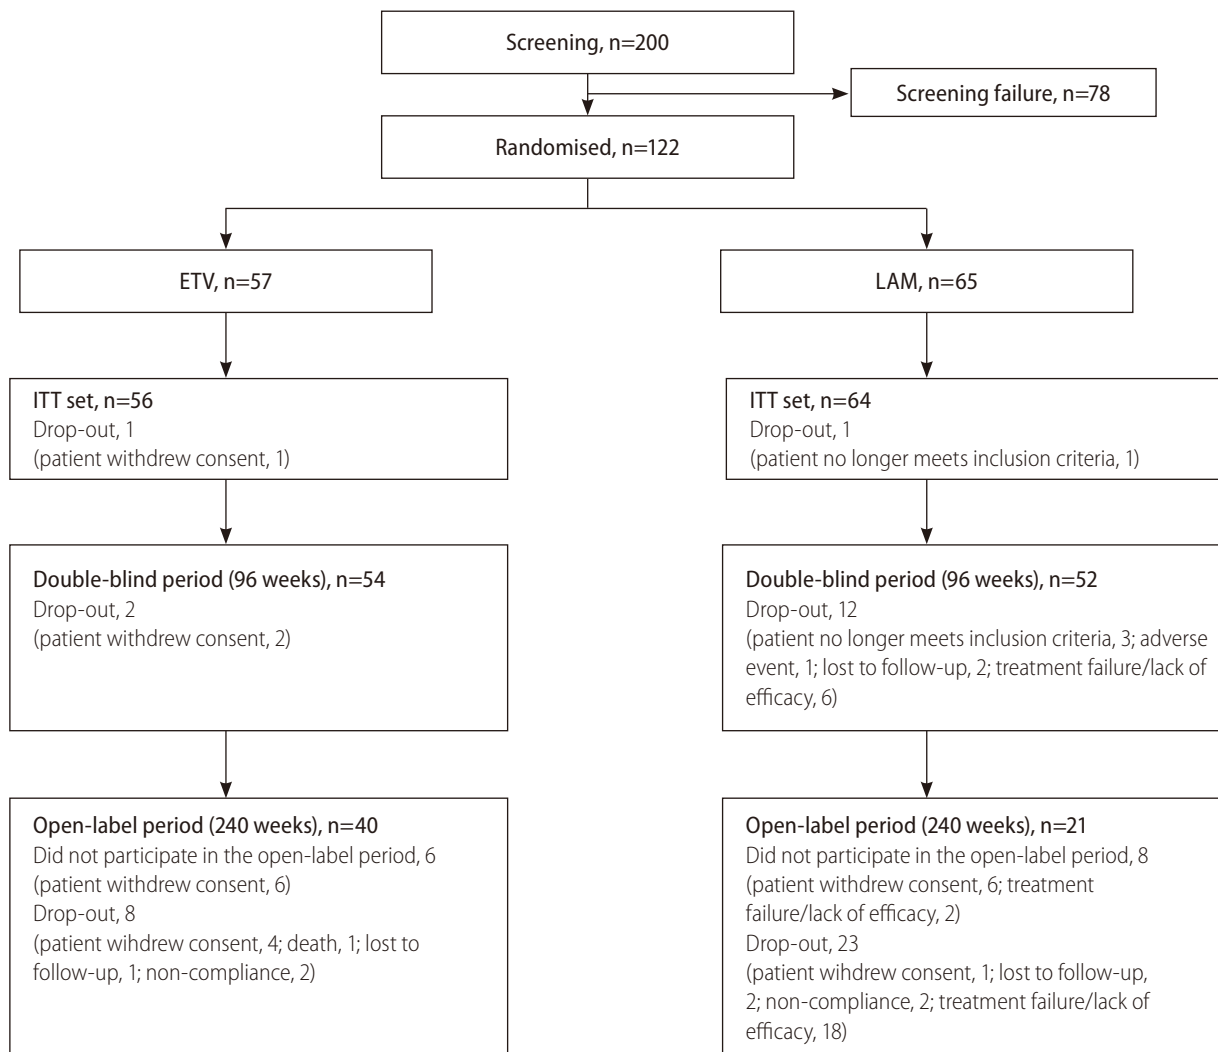 Screening, n=200
Screening failure, n=78
Randomised, n=122
ETV, n=57
LAM, n=65
ITT set, n=56
Drop-out, 1
(patient withdrew consent, 1)
ITT set, n=64
Drop-out, 1
(patient no longer meets inclusion criteria, 1)
Double-blind period (96 weeks), n=54
Drop-out, 2
(patient withdrew consent, 2)
Double-blind period (96 weeks), n=52
Drop-out, 12
(patient no longer meets inclusion criteria, 3; adverse
event, 1; lost to follow-up, 2; treatment failure/lack of
efficacy, 6)
Open-label period (240 weeks), n=40
Did not participate in the open-label period, 6
(patient withdrew consent, 6)
Drop-out, 8
(patient wihdrew consent, 4; death, 1; lost to
follow-up, 1; non-compliance, 2)
Open-label period (240 weeks), n=21
Did not participate in the open-label period, 8
(patient withdrew consent, 6; treatment
failure/lack of efficacy, 2)
Drop-out, 23
(patient wihdrew consent, 1; lost to follow-up,
2; non-compliance, 2; treatment failure/lack of
efficacy, 18)